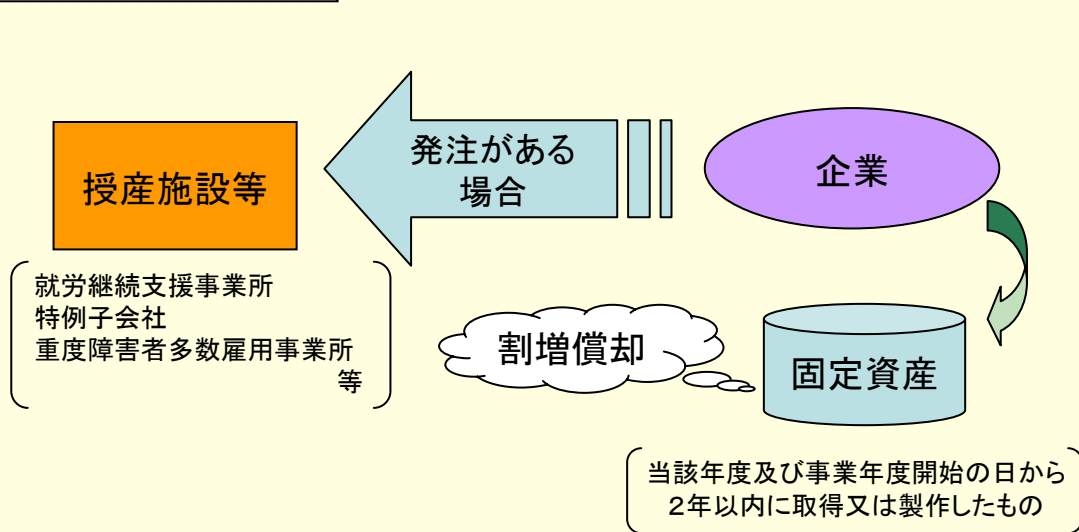 授産施設等
発注がある
場合
企業
就労継続支援事業所
特例子会社
重度障害者多数雇用事業所
等
割増償却
固定資産
当該年度及び事業年度開始の日から
2年以内に取得又は製作したもの